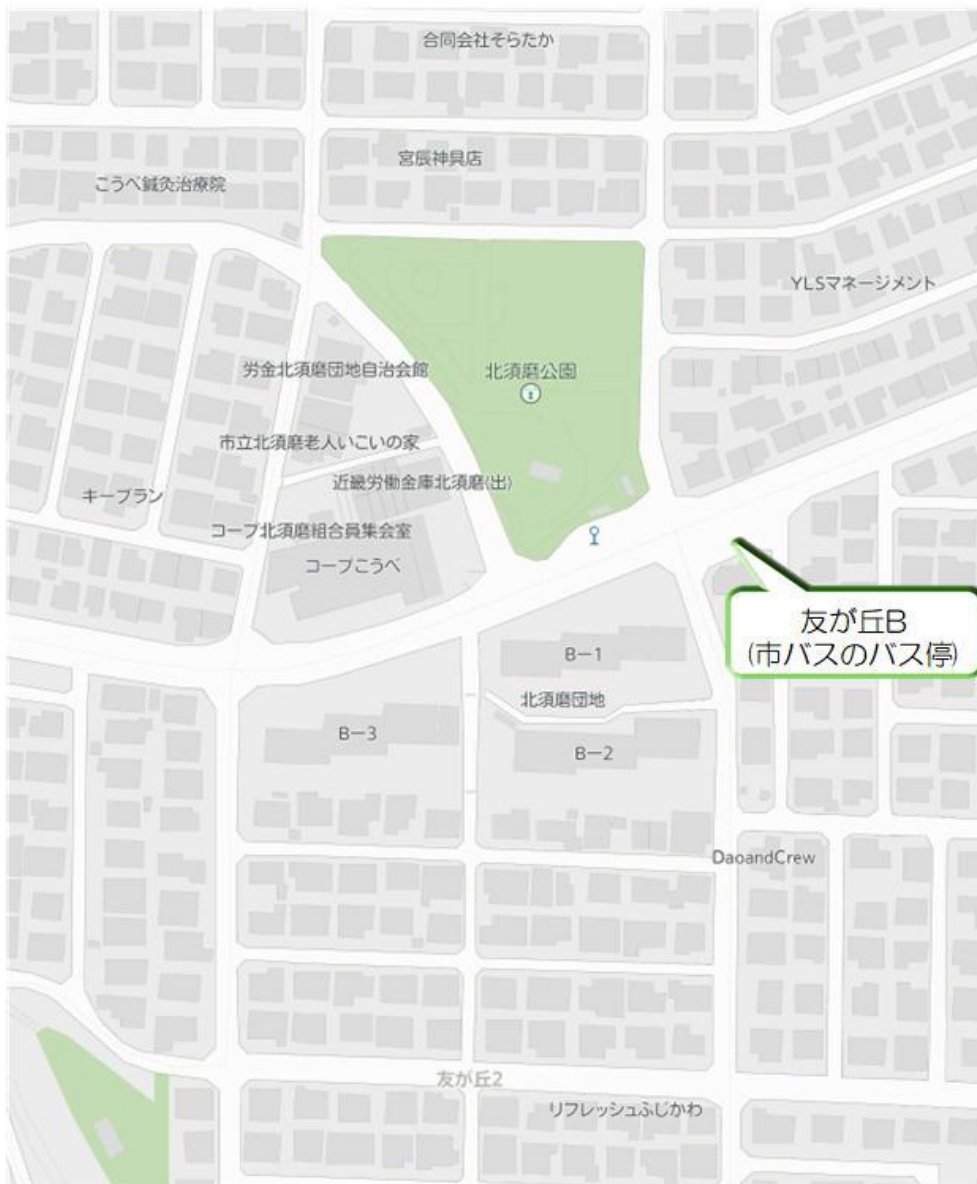 合同会社そらたか
宮辰神具店
こうべ鍼灸治療院
YLSマネージメント
労金北須磨団地自治会館
北須磨公園
市立北須磨老人いこいの家
近畿労働金庫北須磨(出)
キープラン
コープ北須磨組合員集会室
コープこうべ
友が丘B
(市バスのバス停)
B-1
北須磨団地
B-3
B-2
DaoandCrew
友が丘2
リフレッシュふじかわ